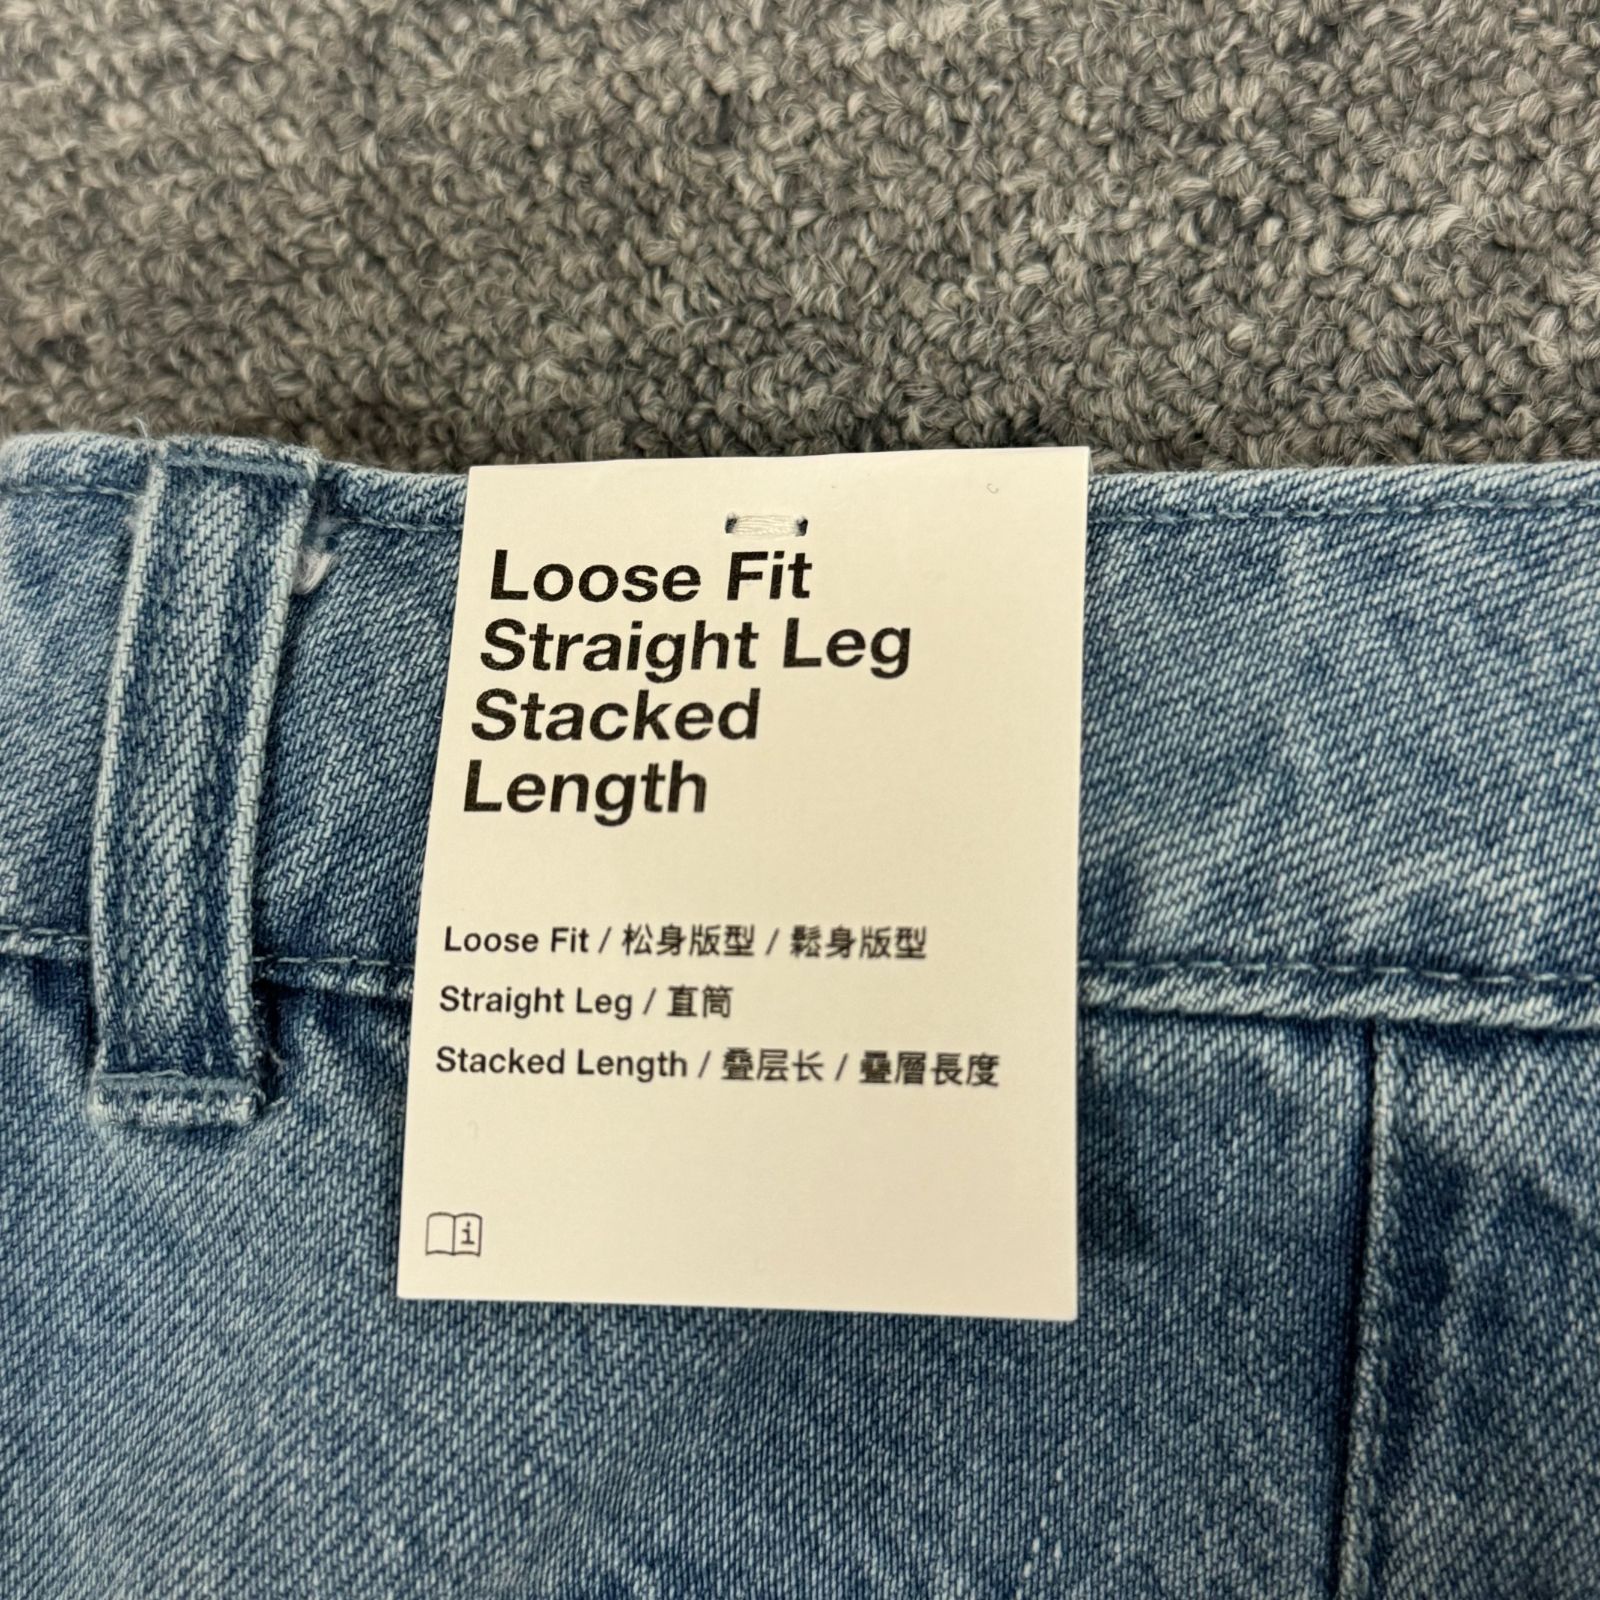 Loose Fit
Straight Leg
Stacked
Length
Loose Fit / 松身版型 / 鬆身版型
Straight Leg / 直筒
Stacked Length / 叠层长 / 疊層長度
i